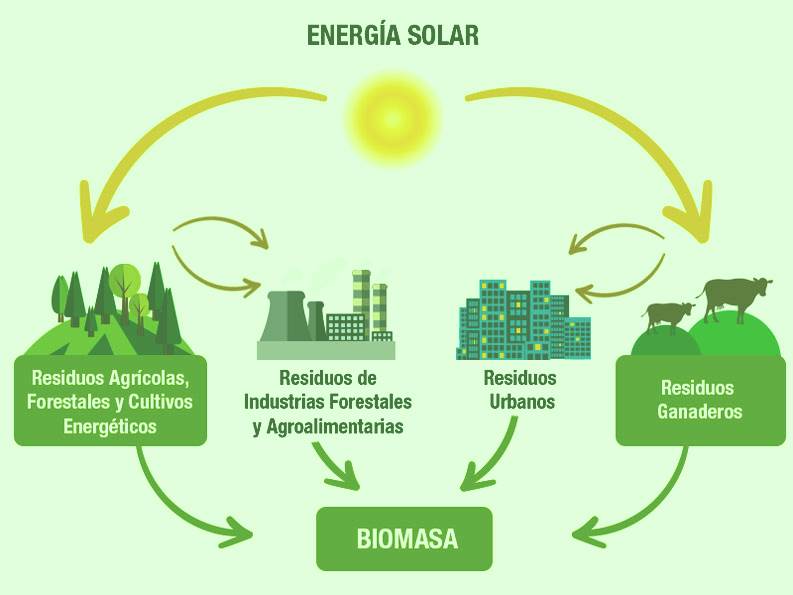 ENERGÍA SOLAR
Residuos Agrícolas,
Forestales y Cultivos
Energéticos
Residuos de
Industrias Forestales
y Agroalimentarias
Residuos
Urbanos
Residuos
Ganaderos
BIOMASA